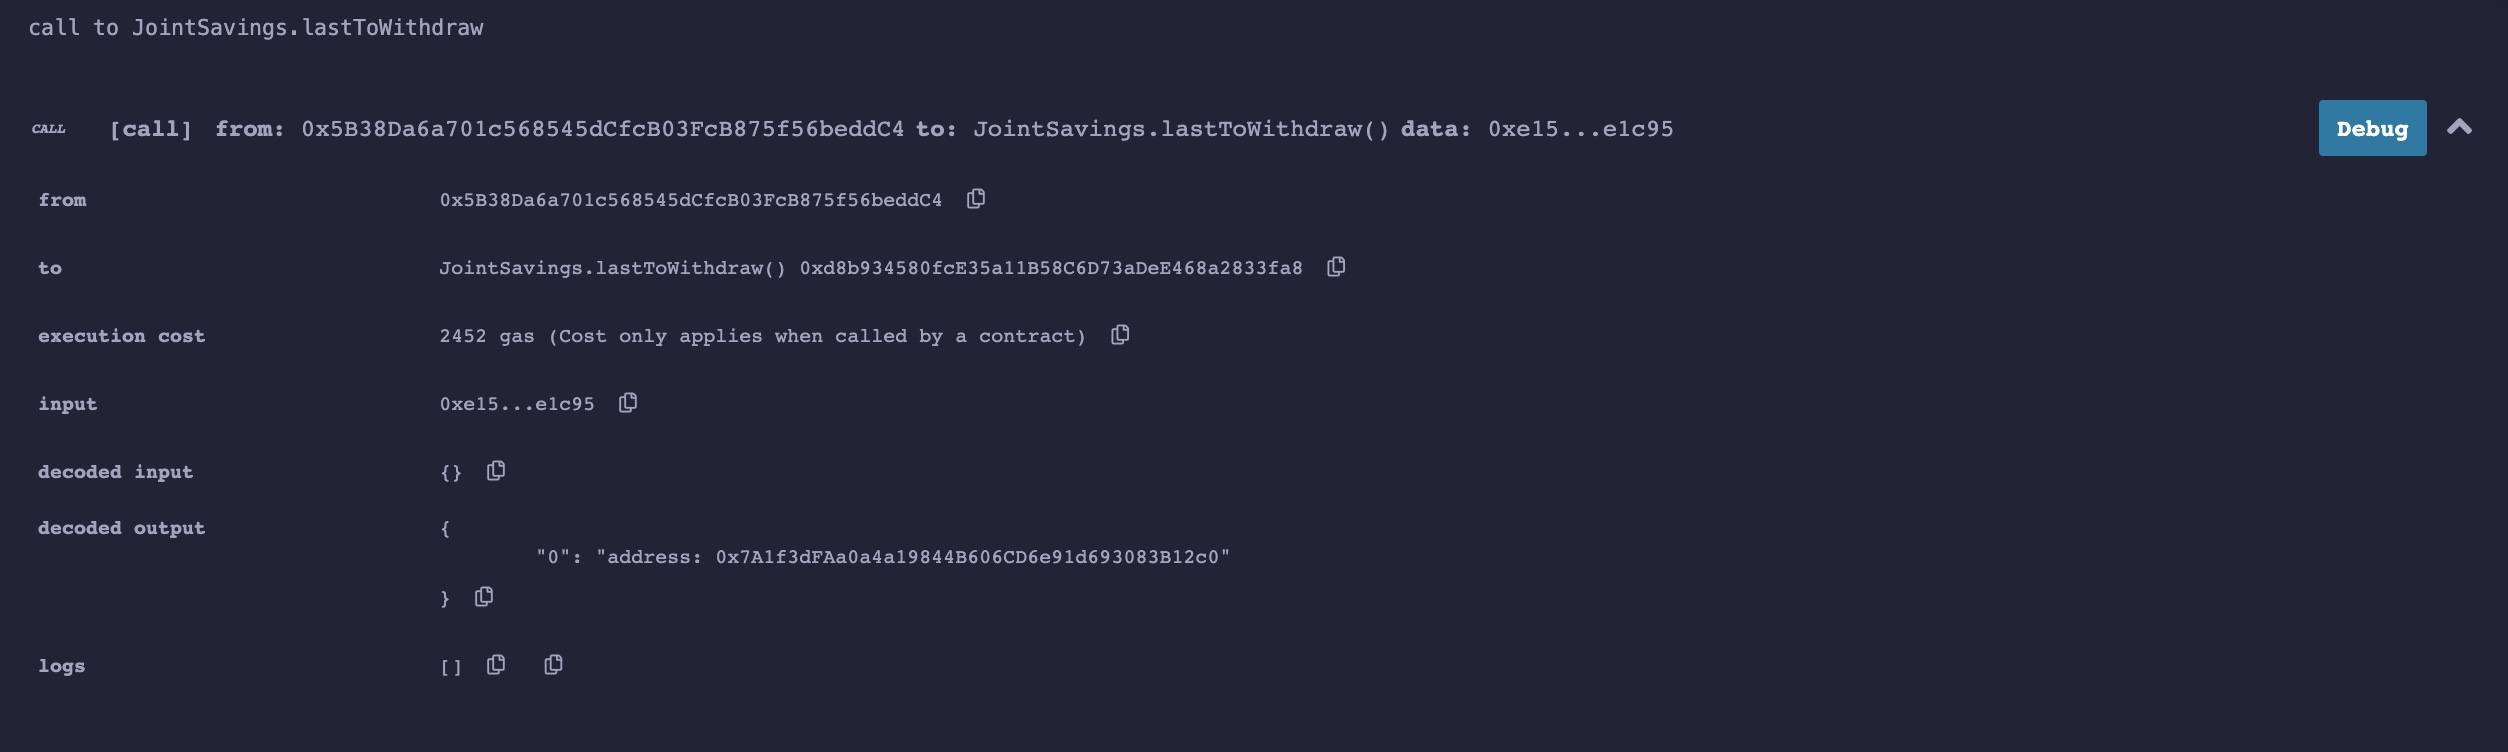 call to JointSavings.lastToWithdraw
CALL [call] from: 0x5B38Da6a701c568545dCfcB03FcB875f56beddC4 to: JointSavings.lastToWithdraw() data: 0xe15...e1c95
Debug
from 0x5B38Da6a701c568545dCfcB03FcB875f56beddC4
to JointSavings.lastToWithdraw() 0xd8b934580fcE35a11B58C6D73aDeE468a2833fa8
execution cost 2452 gas (Cost only applies when called by a contract)
input 0xe15...e1c95
decoded input {}
decoded output {
"0": "address: 0x7A1f3dFAa0a4a19844B606CD6e91d693083B12c0"
}
logs []